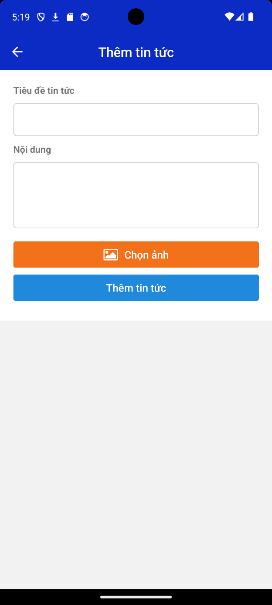 5:19
Thêm tin tức
Tiêu đề tin tức
Nội dung
Chọn ảnh
Thêm tin tức